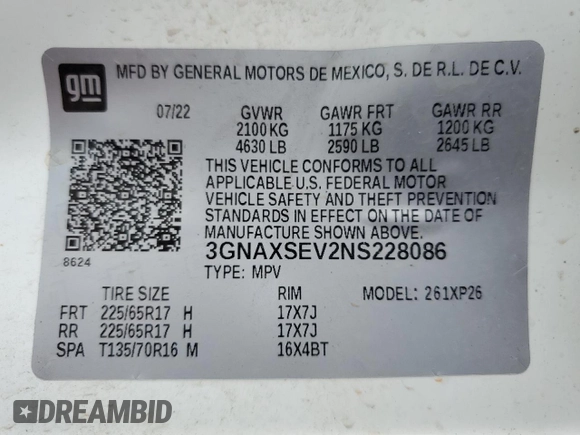 gm MFD BY GENERAL MOTORS DE MEXICO, S. DE R.L. DE C.V.
07/22 GVWR GAWR FRT GAWR RR
2100 KG 1175 KG 1200 KG
4630 LB 2590 LB 2645 LB
THIS VEHICLE CONFORMS TO ALL
APPLICABLE U.S. FEDERAL MOTOR
VEHICLE SAFETY AND THEFT PREVENTION
STANDARDS IN EFFECT ON THE DATE OF
MANUFACTURE SHOWN ABOVE.
8624 3GNAXSEV2NS228086
TYPE: MPV
TIRE SIZE RIM MODEL: 261XP26
FRT 225/65R17 H 17X7J
RR 225/65R17 H 17X7J
SPA T135/70R16 M 16X4BT
DREAMBID